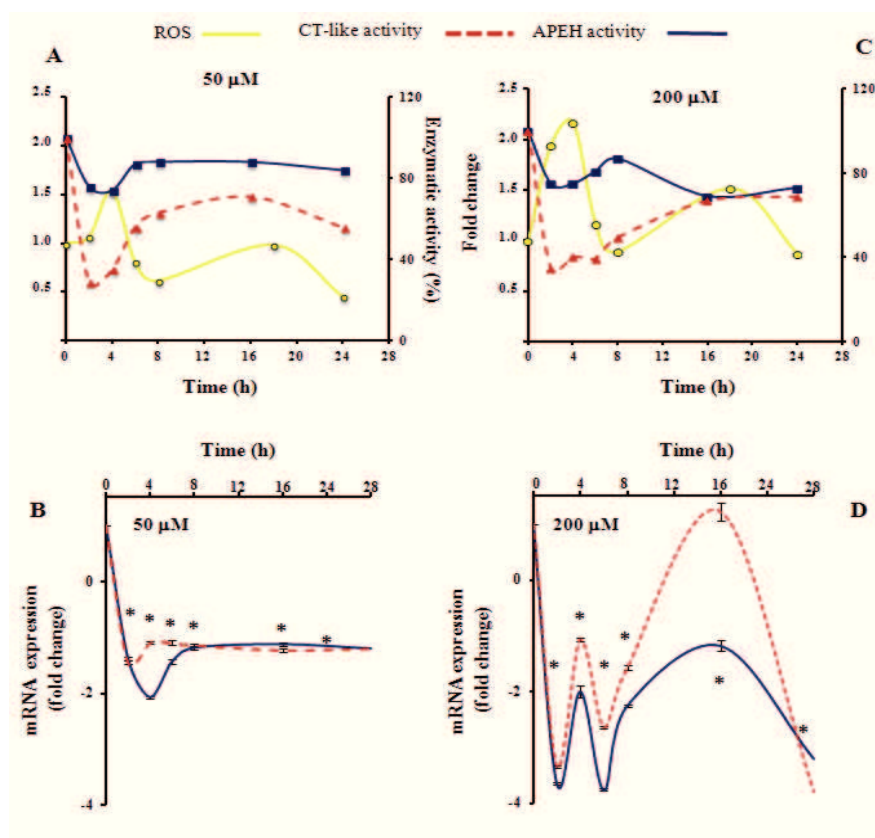 ROS CT-like activity APEH activity
A
C
50 µM
200 µM
2.5
2.0
1.5
1.0
0.5
120
80
40
0
Enzymatic activity (%)
0 4 8 12 16 20 24 28
Time (h)
Fold change
2.5
2.0
1.5
1.0
0.5
120
80
40
0
0 4 8 12 16 20 24 28
Time (h)
Time (h)
0 4 8 12 16 20 24 28
B
50 µM
* * * * * *
0
-2
-4
mRNA expression
(fold change)
Time (h)
0 4 8 12 16 20 24 28
D
200 µM
* * * * * *
0
-2
-4
mRNA expression
(fold change)